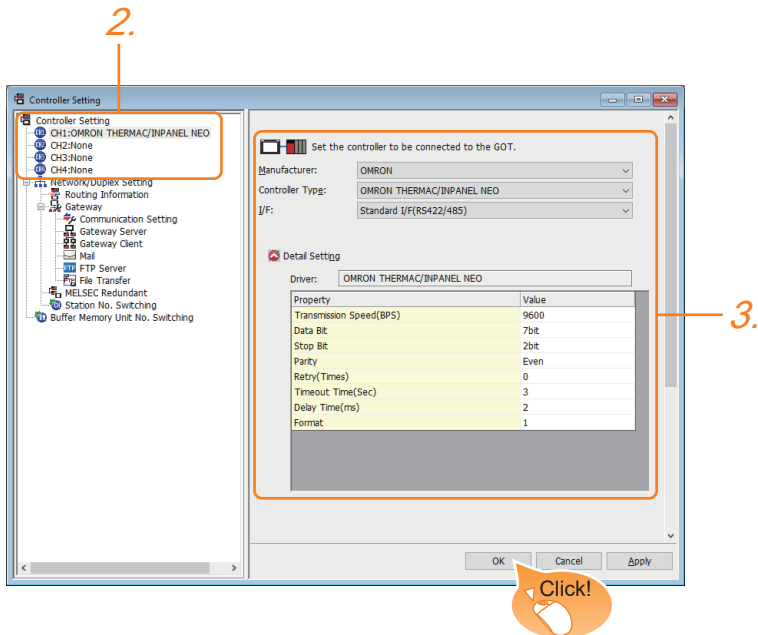 2.
Controller Setting
Controller Setting
CH1:OMRON THERMAC/INPANEL NEO
CH2:None
CH3:None
CH4:None
Network/Duplex Setting
Routing Information
Gateway
Communication Setting
Gateway Server
Gateway Client
Mail
FTP FTP Server
File Transfer
MELSEC Redundant
Station No. Switching
Buffer Memory Unit No. Switching
Set the controller to be connected to the GOT.
Manufacturer: OMRON
Controller Type: OMRON THERMAC/INPANEL NEO
I/F: Standard I/F(RS422/485)
Detail Setting
Driver: OMRON THERMAC/INPANEL NEO
Property Value
Transmission Speed(BPS) 9600
Data Bit 7bit
Stop Bit 2bit
Parity Even
Retry(Times) 0
Timeout Time(Sec) 3
Delay Time(ms) 2
Format 1
3.
OK Cancel Apply
Click!